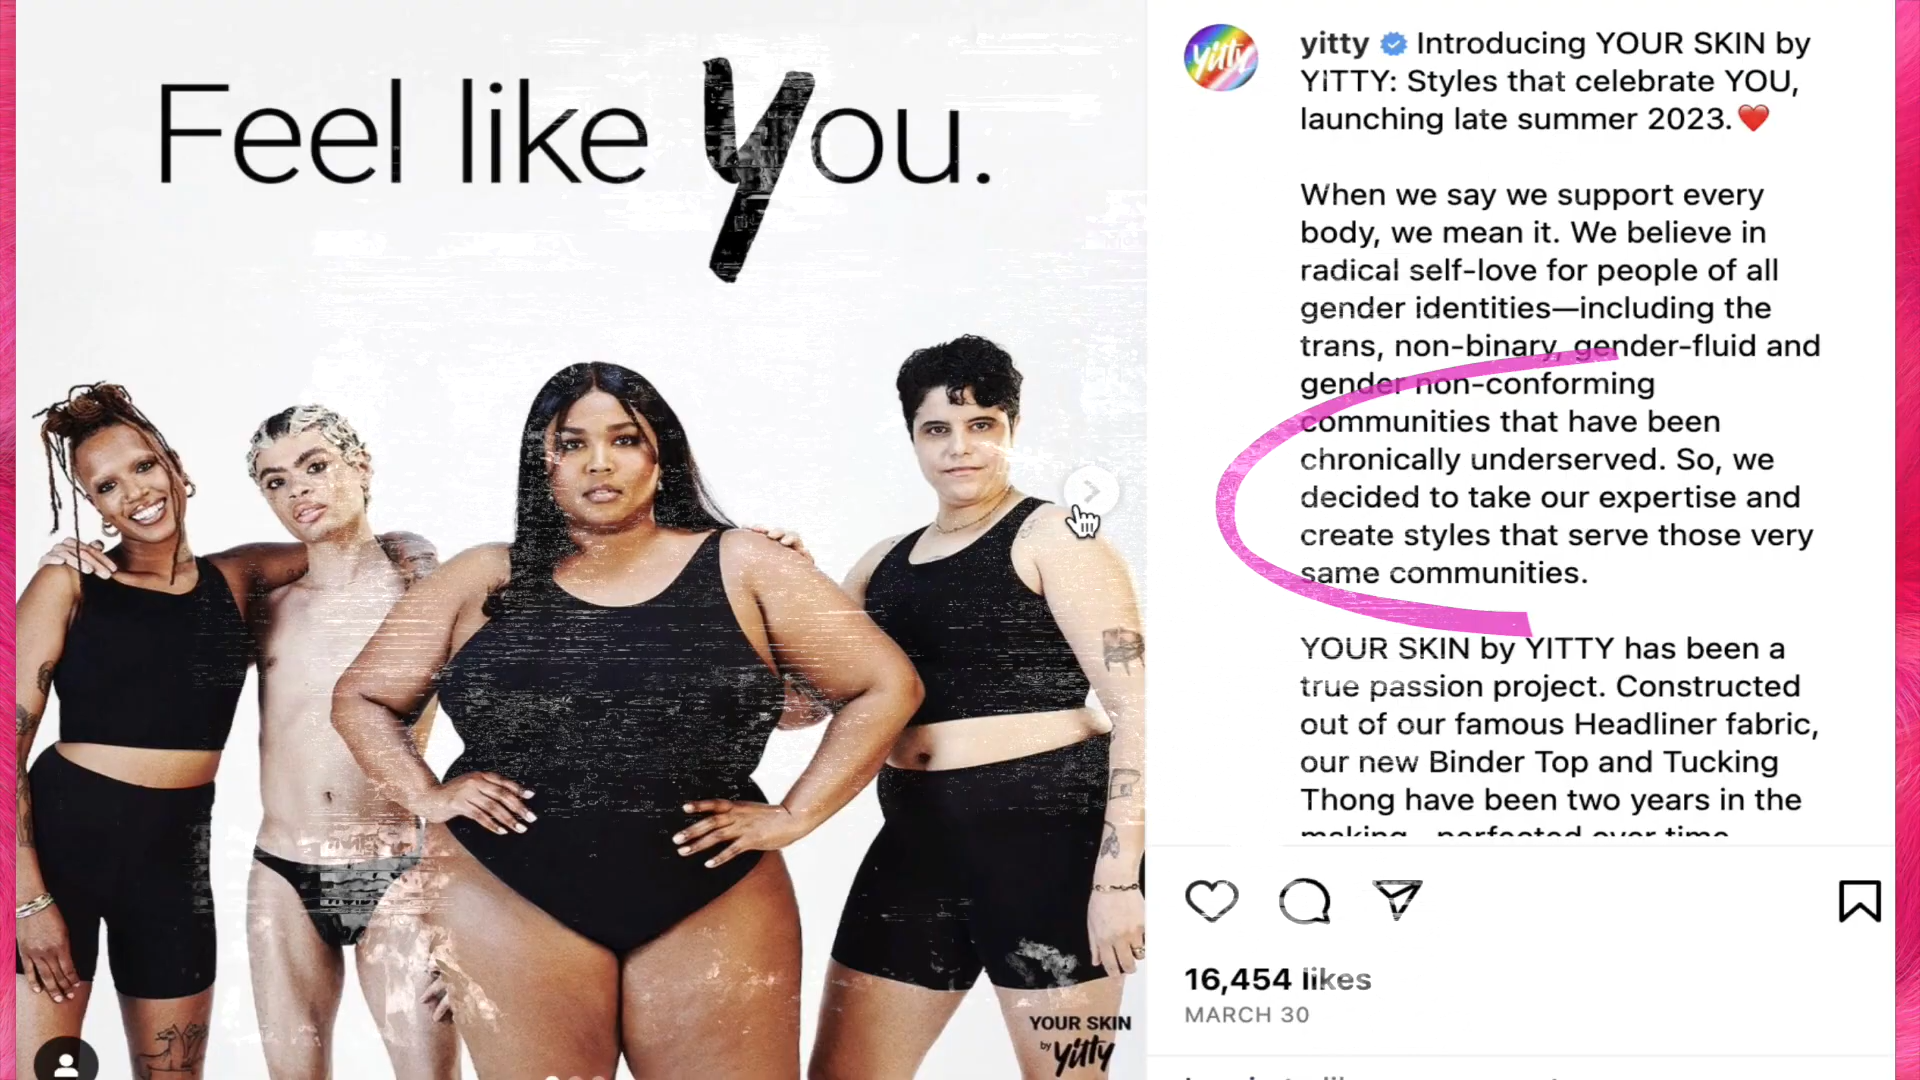 Feel like You.
YOUR SKIN
by yitty
yitty
yitty Introducing YOUR SKIN by
YITTY: Styles that celebrate YOU,
launching late summer 2023.❤️
When we say we support every
body, we mean it. We believe in
radical self-love for people of all
gender identities—including the
trans, non-binary, gender-fluid and
gender non-conforming
communities that have been
chronically underserved. So, we
decided to take our expertise and
create styles that serve those very
same communities.
YOUR SKIN by YITTY has been a
true passion project. Constructed
out of our famous Headliner fabric,
our new Binder Top and Tucking
Thong have been two years in the
making—perfected over time
16,454 likes
MARCH 30